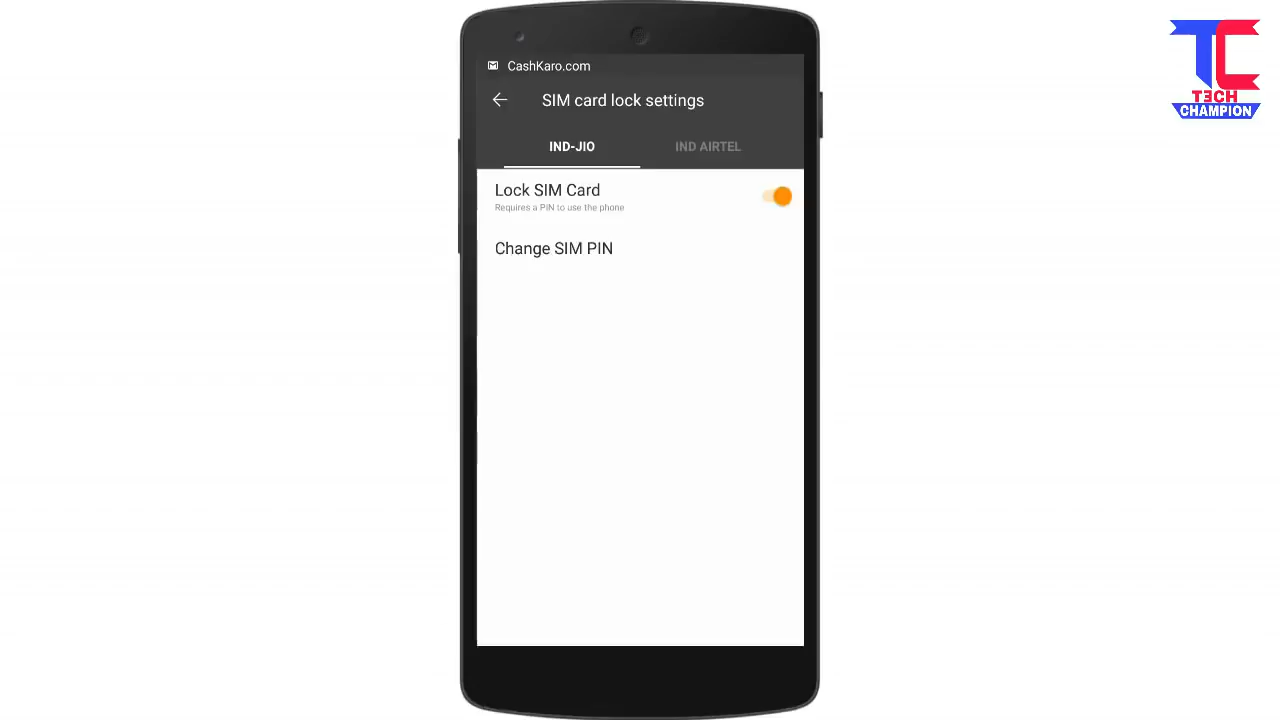 CashKaro.com
SIM card lock settings
IND-JIO
IND AIRTEL
Lock SIM Card
Requires a PIN to use the phone
Change SIM PIN
TC
TECH
CHAMPION